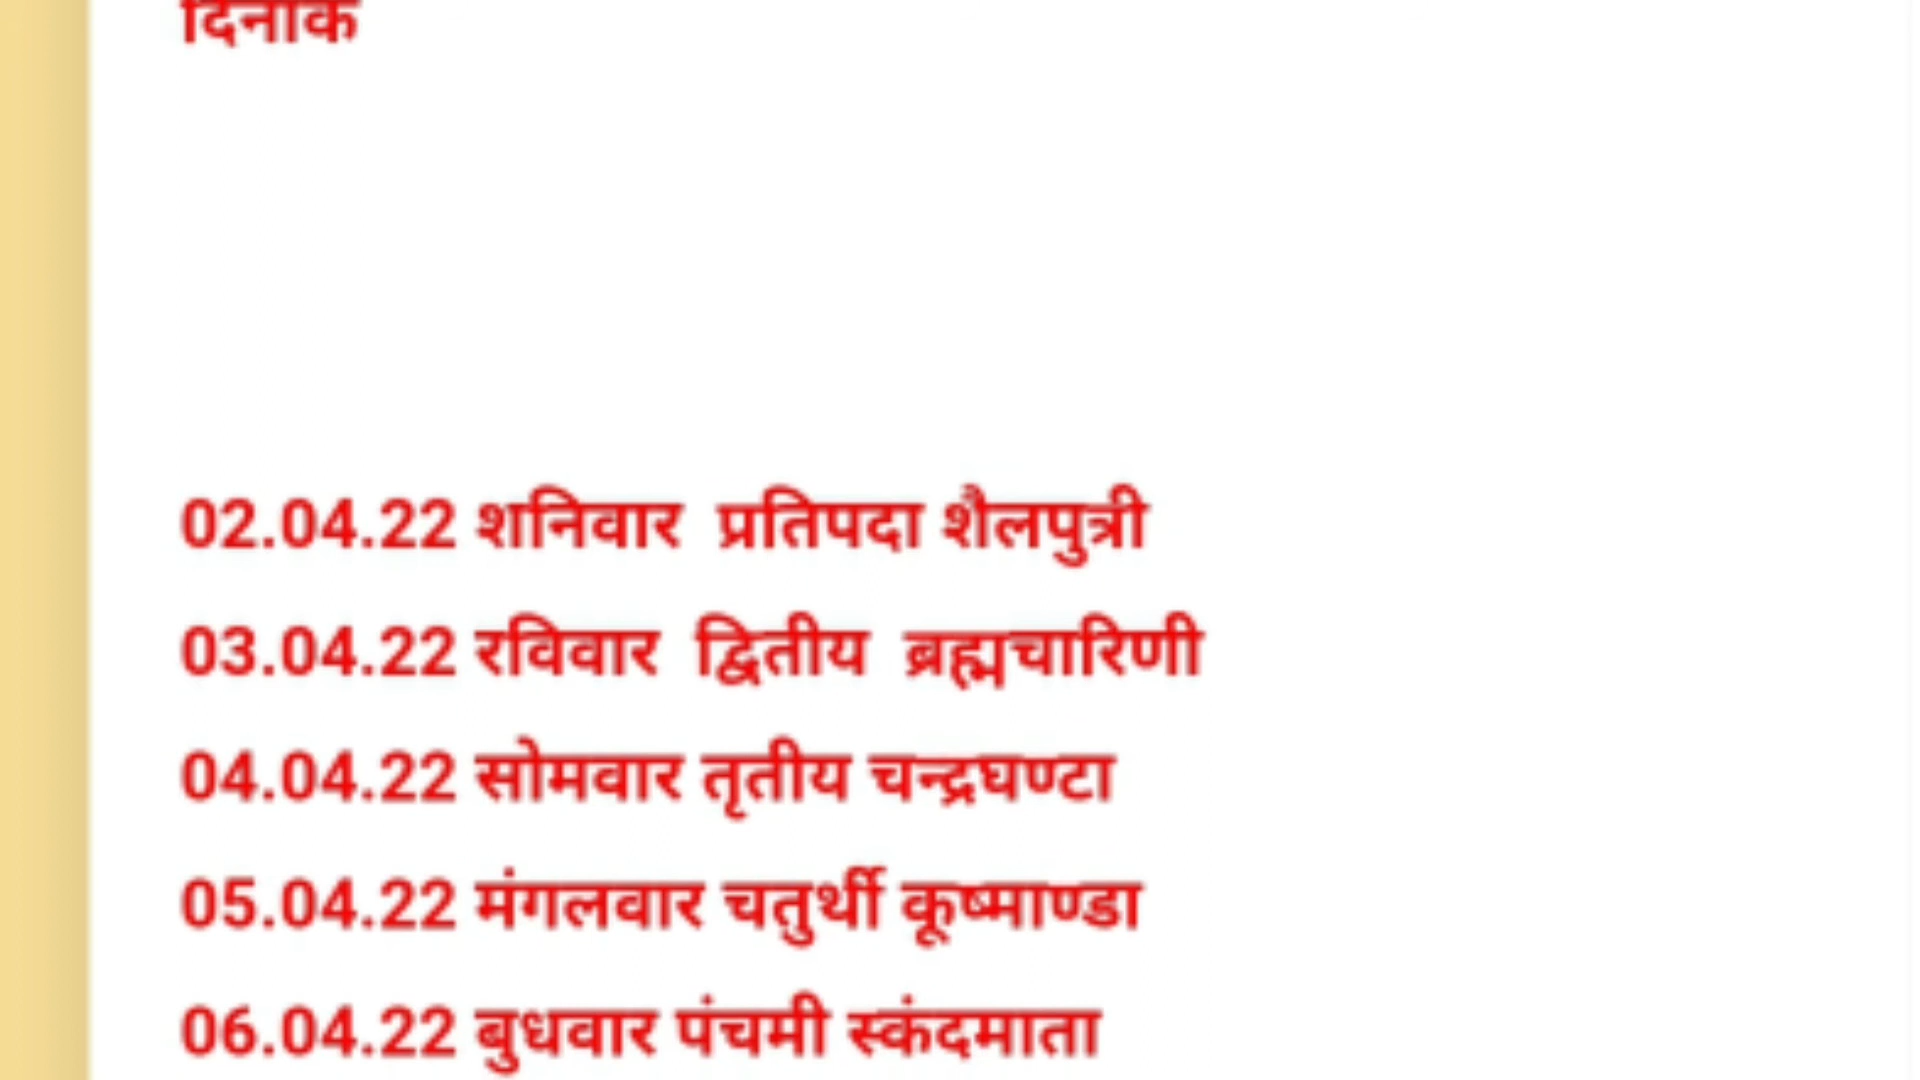 दिनांक
02.04.22 शनिवार प्रतिपदा शैलपुत्री
03.04.22 रविवार द्वितीय ब्रह्मचारिणी
04.04.22 सोमवार तृतीय चन्द्रघण्टा
05.04.22 मंगलवार चतुर्थी कूष्माण्डा
06.04.22 बुधवार पंचमी स्कंदमाता